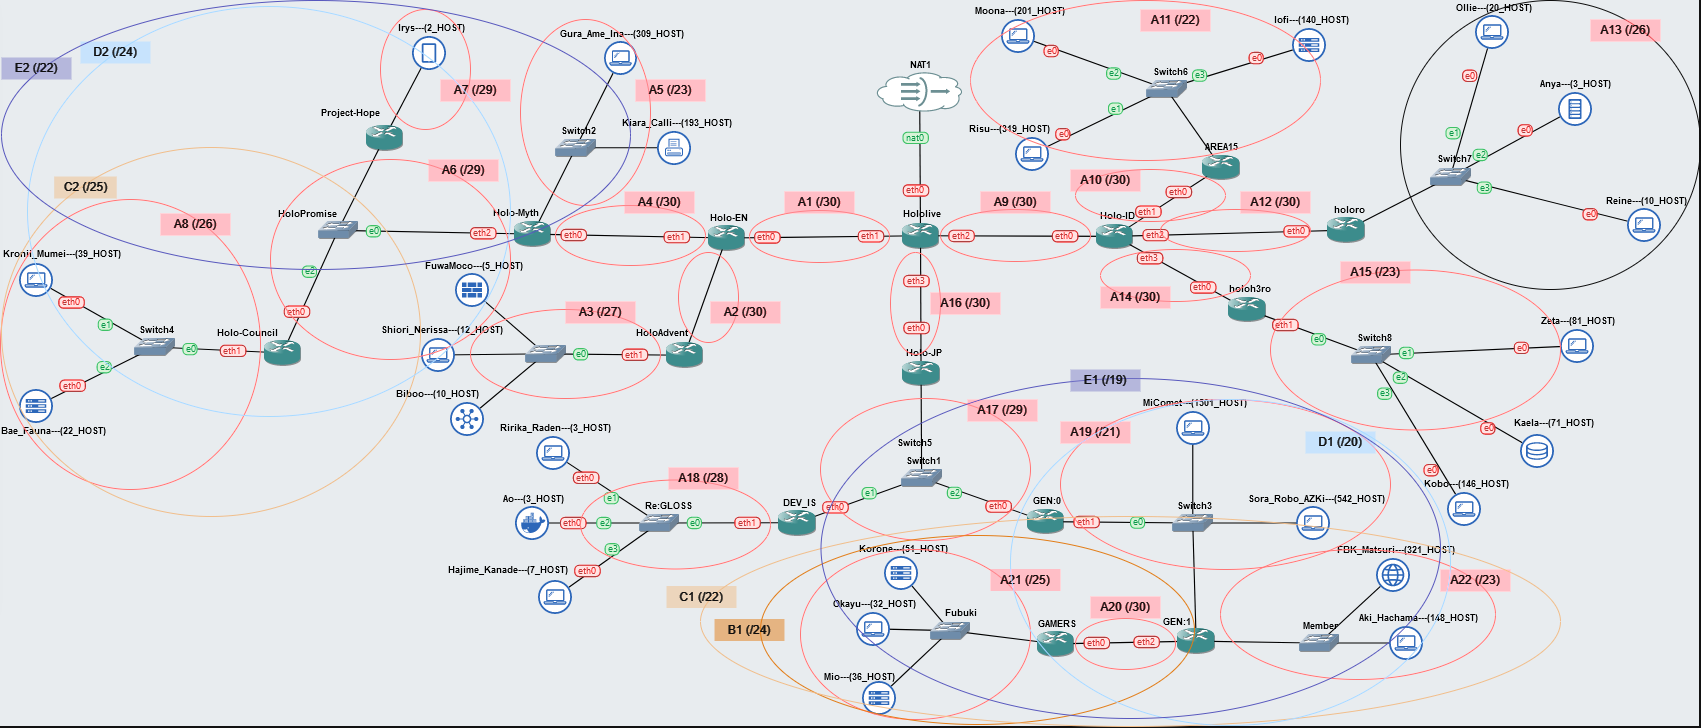 Irys---(2_HOST)
D2 (/24)
E2 (/22)
Gura_Ame_Ina---(309_HOST)
A7 (/29)
A5 (/23)
Project-Hope
Kiara_Calli---(193_HOST)
Switch2
NAT1
nat0
eth0
Moona---(201_HOST)
A11 (/22)
Iofi---(140_HOST)
e0
e2
Switch6
e3
e0
e1
Risu---(319_HOST)
e0
AREA15
Ollie---(20_HOST)
A13 (/26)
e0
Anya---(3_HOST)
e0
e1
e2
Switch7
e3
Reine---(10_HOST)
e0
C2 (/25)
A6 (/29)
A8 (/26)
HoloPromise
e0
eth2
Holo-Myth
eth0
A4 (/30)
eth1
Holo-EN
eth0
A1 (/30)
eth1
Hololive
eth2
A9 (/30)
eth0
Holo-ID
A10 (/30)
eth0
eth1
A12 (/30)
eth2
eth0
holoro
eth3
A14 (/30)
eth0
holoh3ro
A15 (/23)
eth1
e0
Switch8
e1
e0
Zeta---(81_HOST)
e2
e3
e0
Kaela---(71_HOST)
e0
Kobo---(146_HOST)
Kronii_Mumei---(39_HOST)
eth0
e1
Switch4
e0
eth1
Holo-Council
e2
eth0
e2
eth0
Bae_Fauna---(22_HOST)
FuwaMoco---(5_HOST)
A3 (/27)
Shiori_Nerissa---(12_HOST)
e0
eth1
HoloAdvent
A2 (/30)
Biboo---(10_HOST)
eth3
A16 (/30)
eth0
Holo-JP
E1 (/19)
A17 (/29)
Switch5
Switch1
e1
e2
eth0
eth0
Ririka_Raden---(3_HOST)
eth0
A18 (/28)
e1
Ao---(3_HOST)
Re:GLOSS
eth0
e2
e0
eth1
DEV_IS
e3
Hajime_Kanade---(7_HOST)
eth0
MiComet---(1501_HOST)
A19 (/21)
D1 (/20)
GEN:0
eth1
e0
Switch3
Sora_Robo_AZKi---(542_HOST)
Korone---(51_HOST)
FBK_Matsuri---(321_HOST)
A21 (/25)
A22 (/23)
C1 (/22)
Okayu---(32_HOST)
Fubuki
A20 (/30)
B1 (/24)
GAMERS
eth0
eth2
GEN:1
Member
Aki_Hachama---(148_HOST)
Mio---(36_HOST)